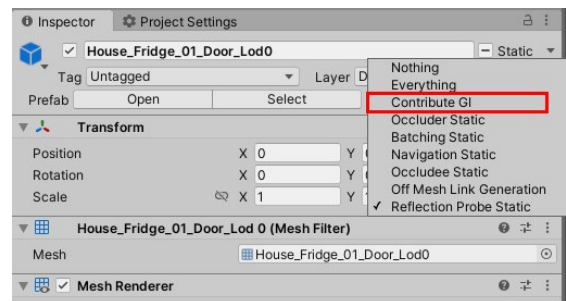 Inspector
Project Settings
House_Fridge_01_Door_Lod0
Static
Tag Untagged
Layer D
Prefab Open Select
Nothing
Everything
Contribute GI
Occluder Static
Batching Static
Navigation Static
Occludee Static
Off Mesh Link Generation
✓ Reflection Probe Static
Transform
Position X 0 Y
Rotation X 0 Y
Scale X 1 Y
House_Fridge_01_Door_Lod 0 (Mesh Filter)
Mesh House_Fridge_01_Door_Lod0
Mesh Renderer